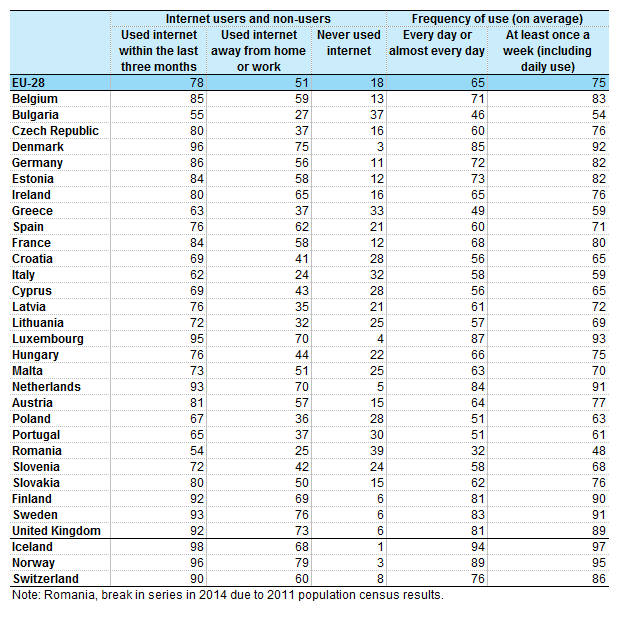 Internet users and non-users Frequency of use (on average)
Used internet Used internet Never used Every day or At least once a
within the last away from home internet almost every day week (including
three months or work daily use)
EU-28 78 51 18 65 75
Belgium 85 59 13 71 83
Bulgaria 55 27 37 46 54
Czech Republic 80 37 16 60 76
Denmark 96 75 3 85 92
Germany 86 56 11 72 82
Estonia 84 58 12 73 82
Ireland 80 65 16 65 76
Greece 63 37 33 49 59
Spain 76 62 21 60 71
France 84 58 12 68 80
Croatia 69 41 28 56 65
Italy 62 24 32 58 59
Cyprus 69 43 28 56 65
Latvia 76 35 21 61 72
Lithuania 72 32 25 57 69
Luxembourg 95 70 4 87 93
Hungary 76 44 22 66 75
Malta 73 51 25 63 70
Netherlands 93 70 5 84 91
Austria 81 57 15 64 77
Poland 67 36 28 51 63
Portugal 65 37 30 51 61
Romania 54 25 39 32 48
Slovenia 72 42 24 58 68
Slovakia 80 50 15 62 76
Finland 92 69 6 81 90
Sweden 93 76 6 83 91
United Kingdom 92 73 6 81 89
Iceland 98 68 1 94 97
Norway 96 79 3 89 95
Switzerland 90 60 8 76 86
Note: Romania, break in series in 2014 due to 2011 population census results.